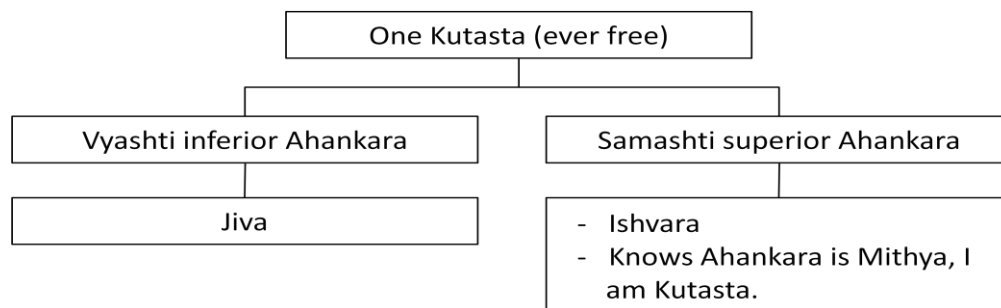 One Kutasta (ever free)
Vyashti inferior Ahankara
Samashti superior Ahankara
Jiva
- Ishvara
- Knows Ahankara is Mithya, I
am Kutasta.